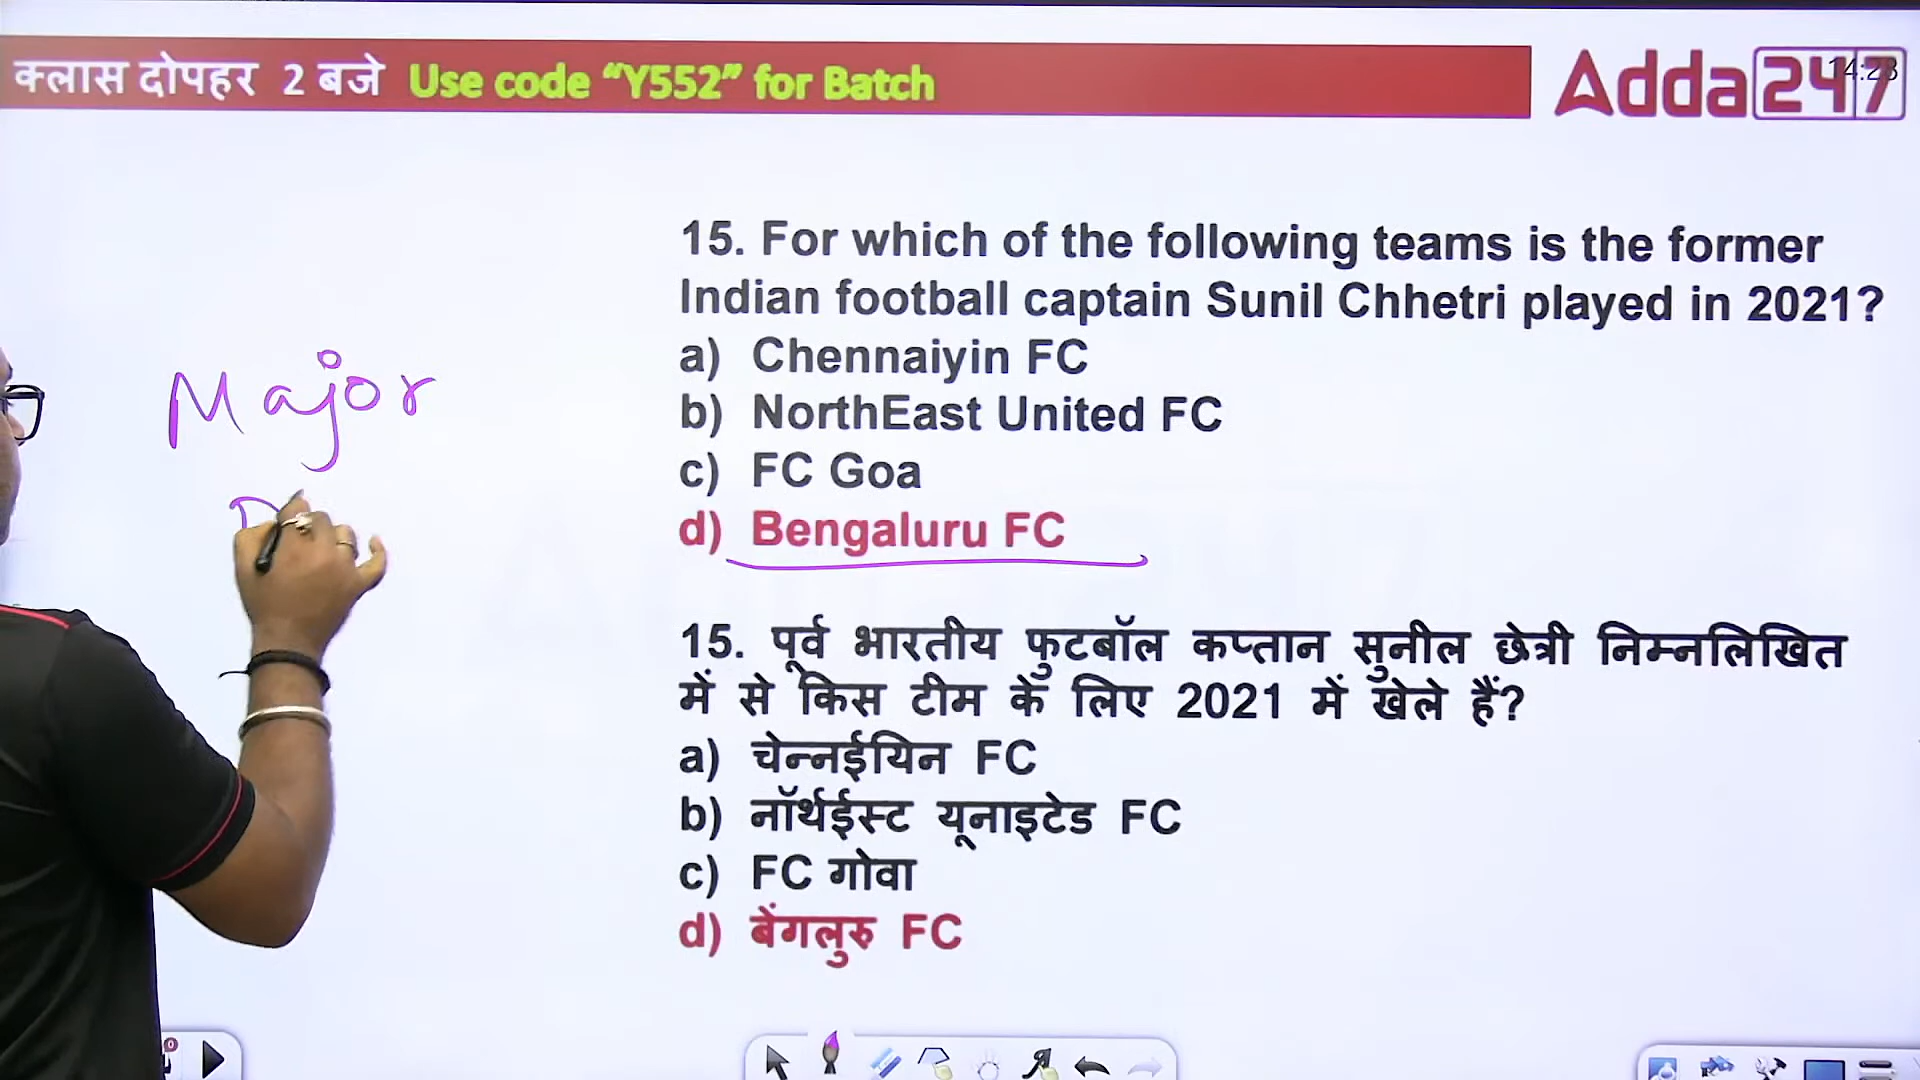 क्लास दोपहर 2 बजे Use code “Y552” for Batch
Adda247
14:28
15. For which of the following teams is the former
Indian football captain Sunil Chhetri played in 2021?
a) Chennaiyin FC
b) NorthEast United FC
c) FC Goa
d) Bengaluru FC
Major
15. पूर्व भारतीय फुटबॉल कप्तान सुनील छेत्री निम्नलिखित
में से किस टीम के लिए 2021 में खेले हैं?
a) चेन्नईयिन FC
b) नॉर्थईस्ट यूनाइटेड FC
c) FC गोवा
d) बेंगलुरु FC